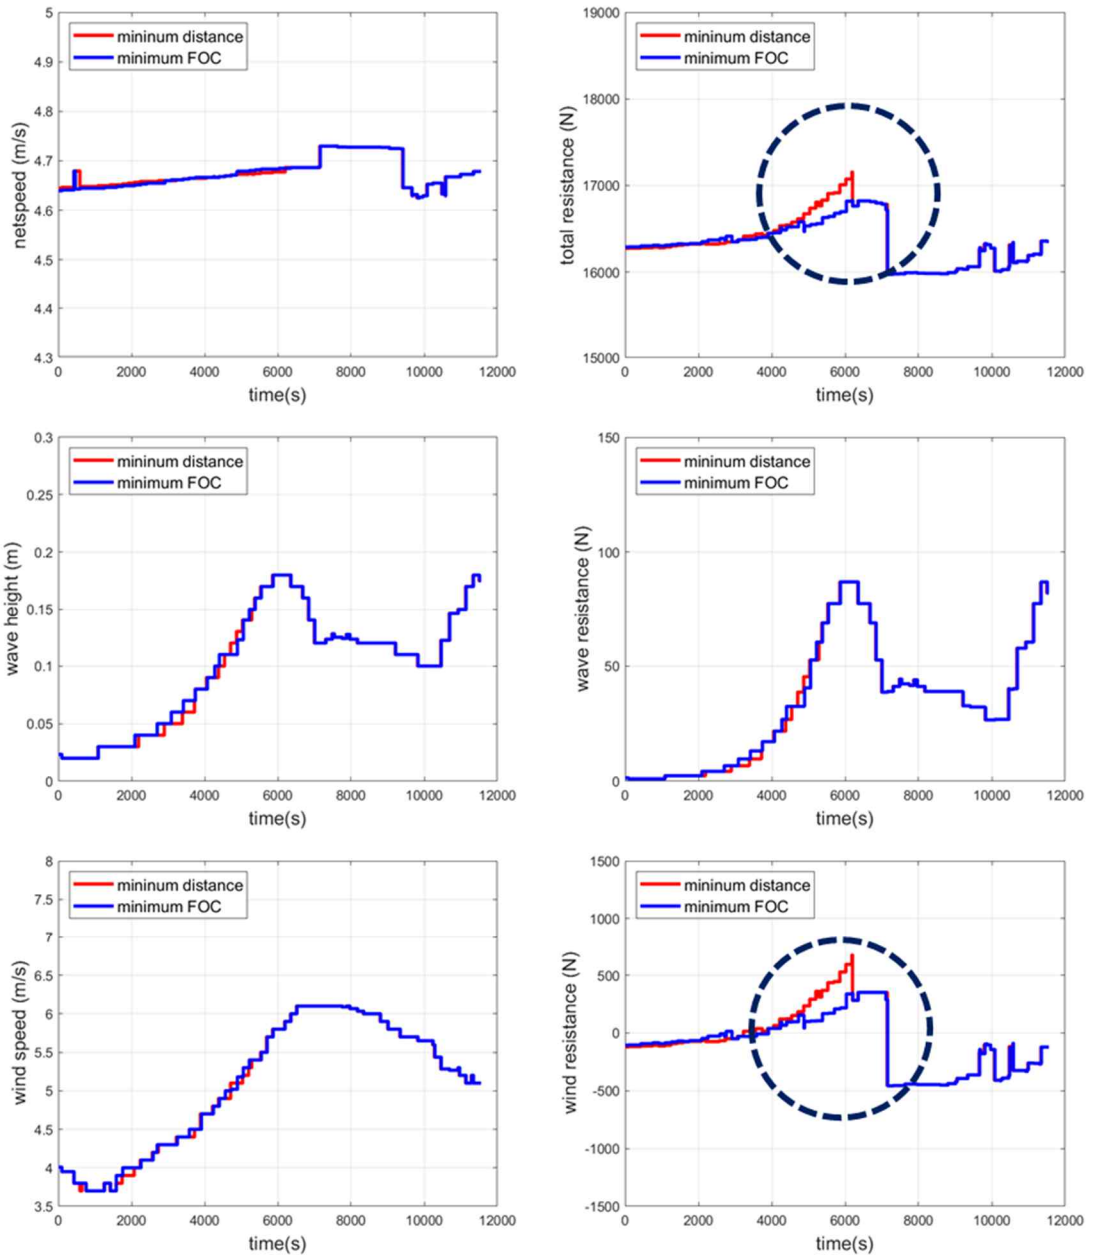 mininum distance
minimum FOC
5
4.9
4.8
4.7
4.6
4.5
4.4
4.3
netspeed (m/s)
0 2000 4000 6000 8000 10000 12000
time(s)
mininum distance
minimum FOC
19000
18000
17000
16000
15000
total resistance (N)
0 2000 4000 6000 8000 10000 12000
time(s)
mininum distance
minimum FOC
0.3
0.25
0.2
0.15
0.1
0.05
0
wave height (m)
0 2000 4000 6000 8000 10000 12000
time(s)
mininum distance
minimum FOC
150
100
50
0
wave resistance (N)
0 2000 4000 6000 8000 10000 12000
time(s)
mininum distance
minimum FOC
8
7.5
7
6.5
6
5.5
5
4.5
4
3.5
wind speed (m/s)
0 2000 4000 6000 8000 10000 12000
time(s)
mininum distance
minimum FOC
1500
1000
500
0
-500
-1000
-1500
wind resistance (N)
0 2000 4000 6000 8000 10000 12000
time(s)